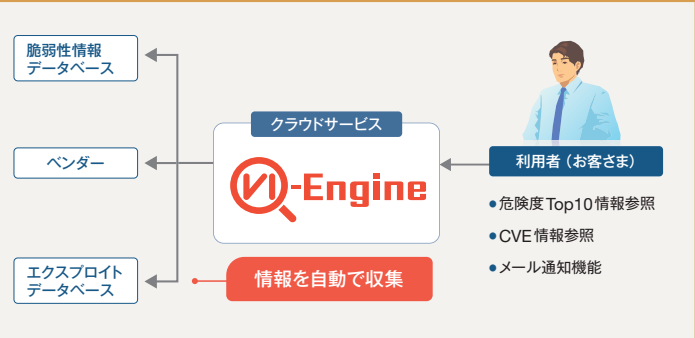 脆弱性情報
データベース
ベンダー
エクスプロイト
データベース
クラウドサービス
VI-Engine
情報を自動で収集
利用者（お客さま）
●危険度Top10情報参照
●CVE情報参照
●メール通知機能